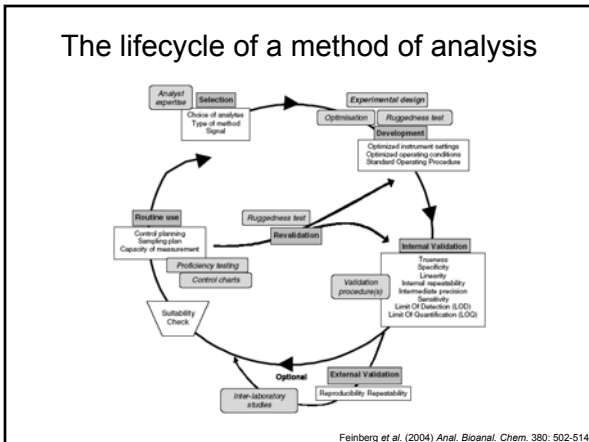 The lifecycle of a method of analysis
Analyst
expertise
Selection
Choice of analytes
Type of method
Signal
Experimental design
Optimisation
Ruggedness test
Development
Optimized instrument settings
Optimized operating conditions
Standard Operating Procedure
Routine use
Control planning
Sampling plan
Capacity of measurement
Proficiency testing
Control charts
Ruggedness test
Revalidation
Internal Validation
Trueness
Specificity
Linearity
Internal repeatability
Intermediate precision
Sensitivity
Limit Of Detection (LOD)
Limit Of Quantification (LOQ)
Validation
procedure(s)
Suitability
Check
Optional
External Validation
Reproducibility Repeatability
Inter-laboratory
studies
Feinberg et al. (2004) Anal. Bioanal. Chem. 380: 502-514